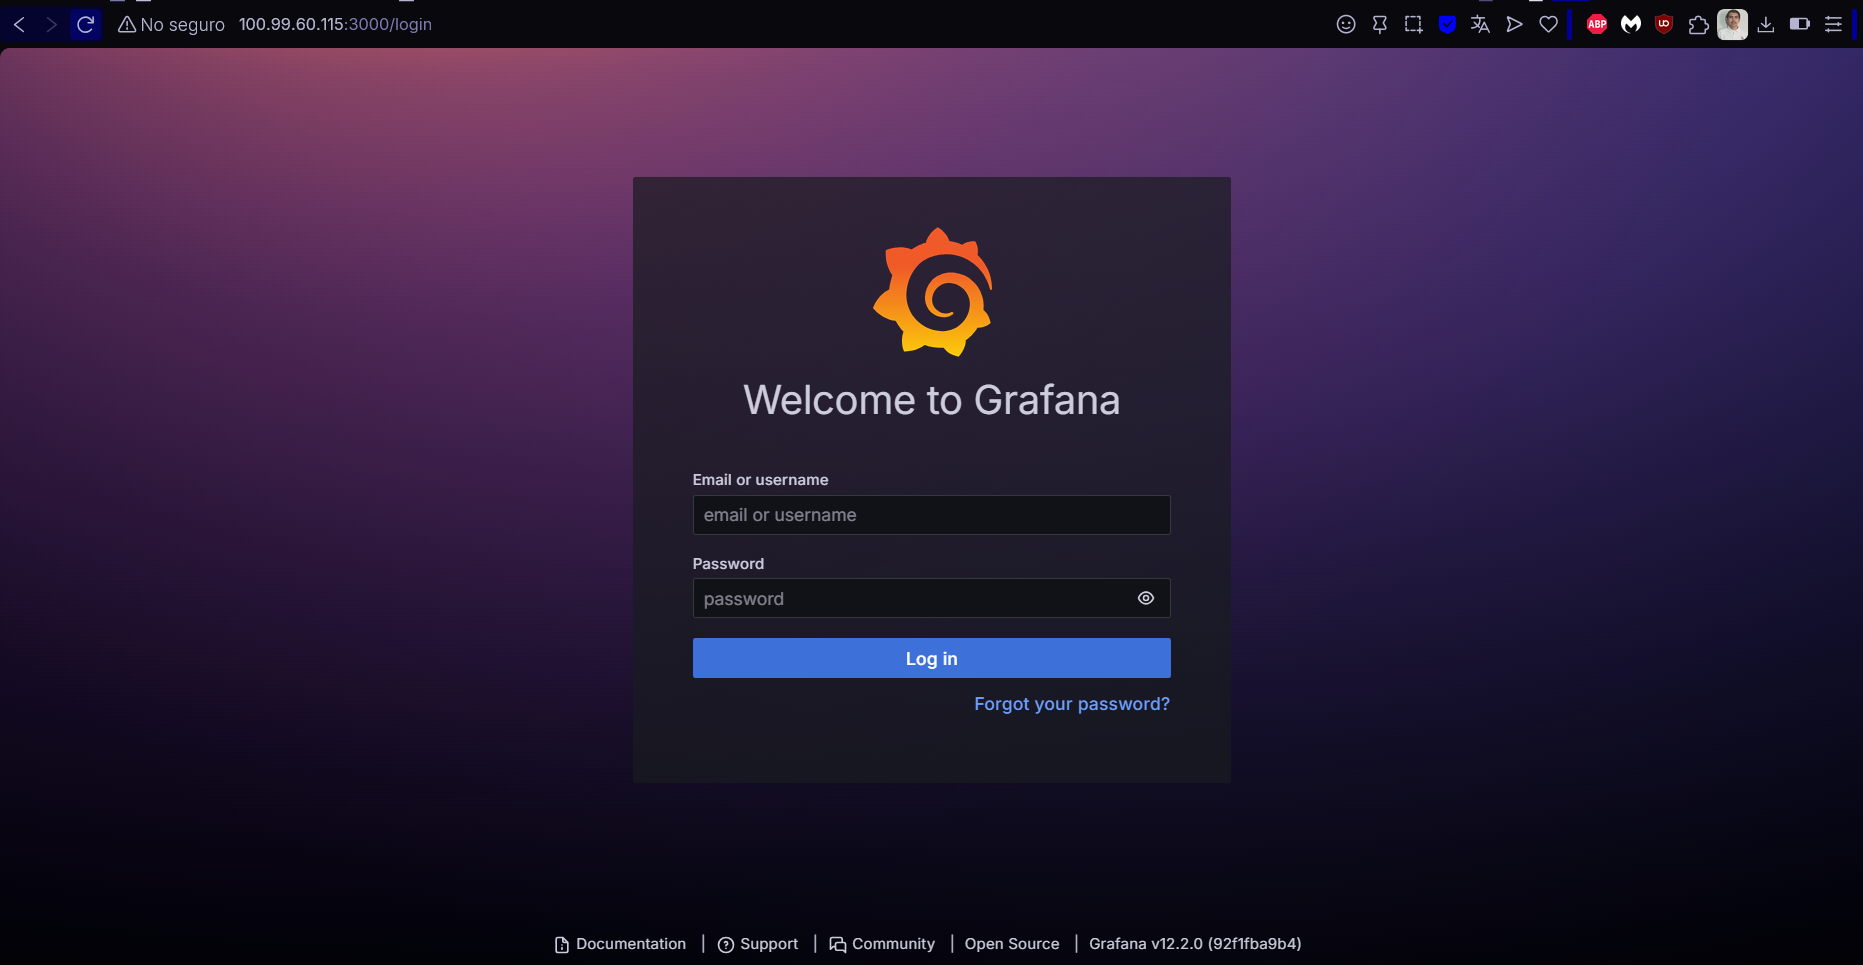 No seguro 100.99.60.115:3000/login
ABP
Welcome to Grafana
Email or username
email or username
Password
password
Log in
Forgot your password?
Documentation | Support | Community | Open Source | Grafana v12.2.0 (92f1fba9b4)